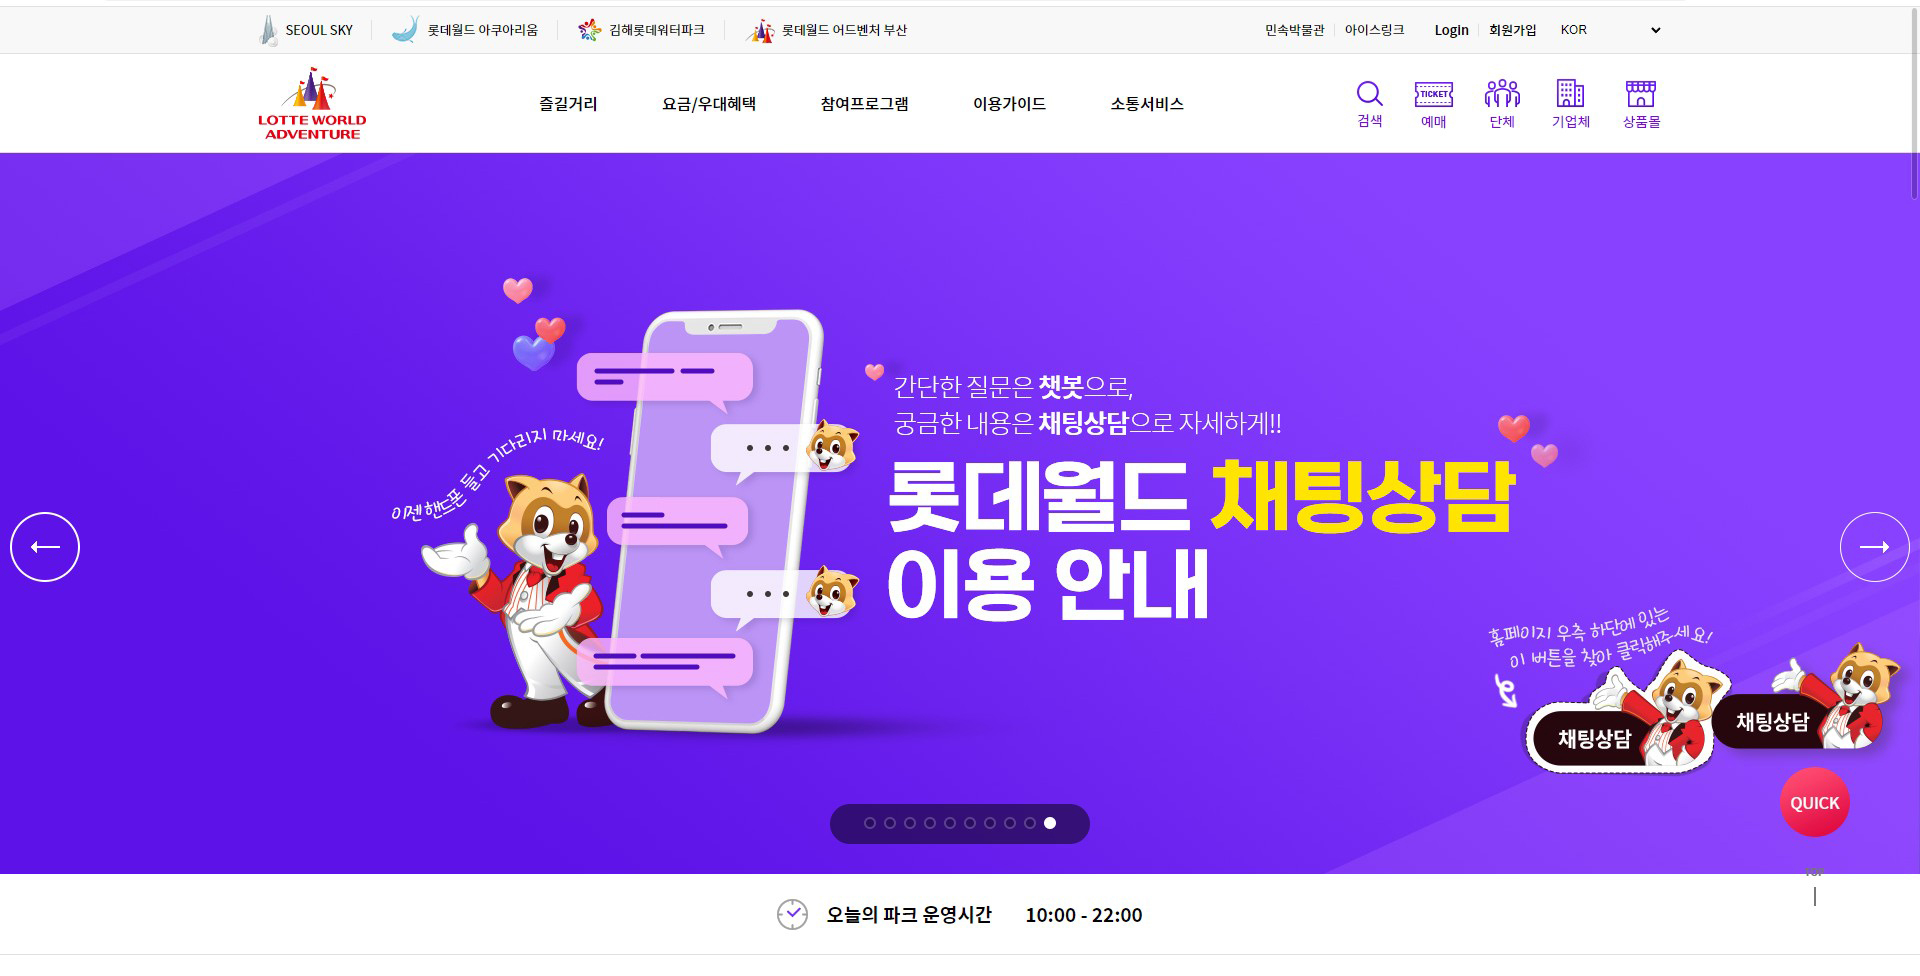 SEOUL SKY
롯데월드 아쿠아리움
김해롯데워터파크
롯데월드 어드벤처 부산
민속박물관
아이스링크
Login
회원가입
KOR
LOTTE WORLD
ADVENTURE
즐길거리
요금/우대혜택
참여프로그램
이용가이드
소통서비스
검색
TICKET
예매
단체
기업체
상품몰
이젠 핸드폰 들고 기다리지 마세요!
간단한 질문은 챗봇으로,
궁금한 내용은 채팅상담으로 자세하게!!
롯데월드 채팅상담
이용 안내
홈페이지 우측 하단에 있는
이 버튼을 찾아 클릭해주세요!
채팅상담
채팅상담
QUICK
TOP
오늘의 파크 운영시간 10:00 - 22:00